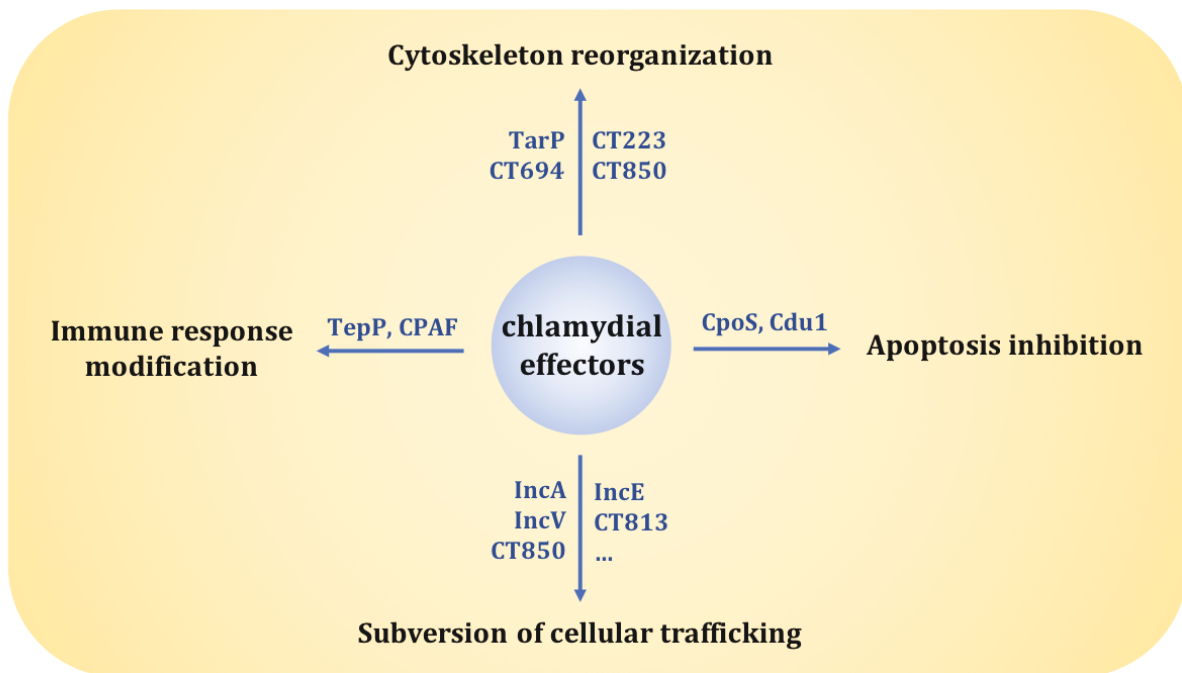 Cytoskeleton reorganization
TarP
CT694
CT223
CT850
Immune response
modification
TepP, CPAF
chlamydial
effectors
CpoS, Cdu1
Apoptosis inhibition
IncA
IncV
CT850
IncE
CT813
...
Subversion of cellular trafficking